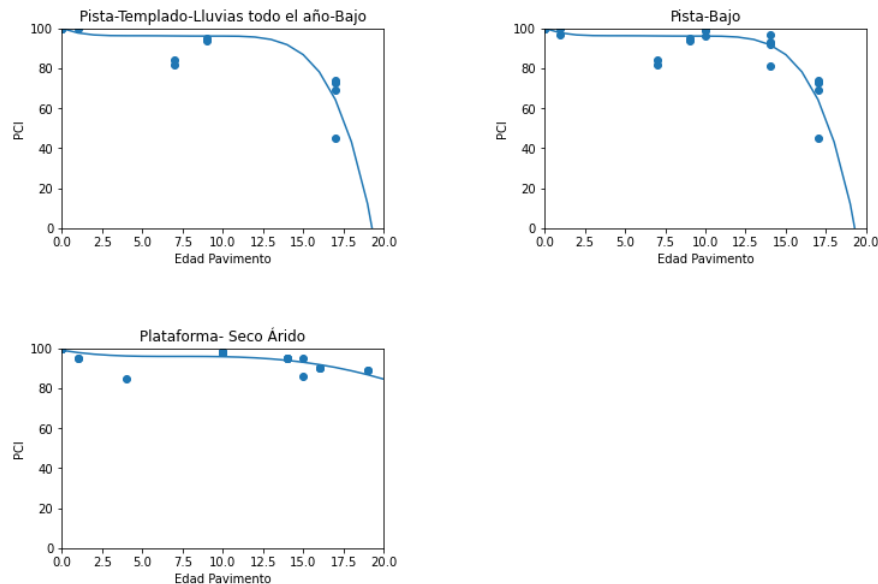 Pista-Templado-Lluvias todo el año-Bajo
100
80
60
40
20
0
PCI
0.0 2.5 5.0 7.5 10.0 12.5 15.0 17.5 20.0
Edad Pavimento
Pista-Bajo
100
80
60
40
20
0
PCI
0.0 2.5 5.0 7.5 10.0 12.5 15.0 17.5 20.0
Edad Pavimento
Plataforma- Seco Árido
100
80
60
40
20
0
PCI
0.0 2.5 5.0 7.5 10.0 12.5 15.0 17.5 20.0
Edad Pavimento